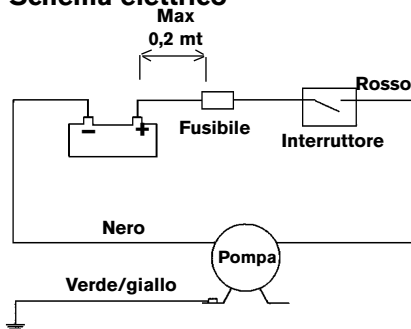 Schema elettrico
Max
0,2 mt
Rosso
- +
Fusibile
Interruttore
Nero
Pompa
Verde/giallo